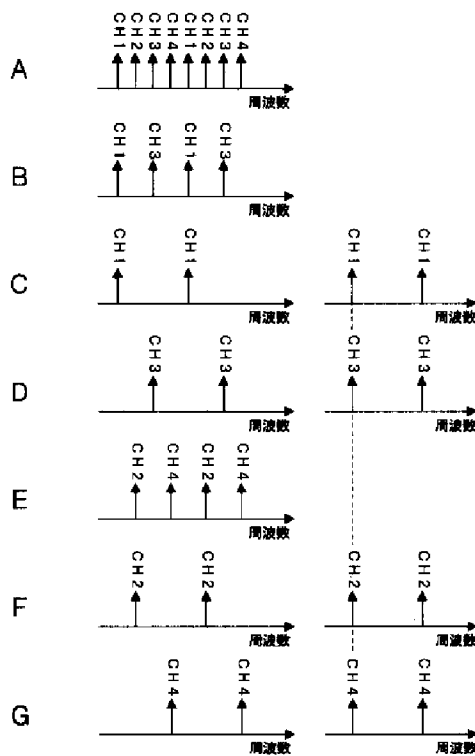 CH1 CH2 CH3 CH4 CH1 CH2 CH3 CH4
A
周波数
CH1 CH3 CH1 CH3
B
周波数
CH1 CH1 CH1 CH1
C
周波数 周波数
CH3 CH3 CH3 CH3
D
周波数 周波数
CH2 CH4 CH2 CH4
E
周波数
CH2 CH2 CH2 CH2
F
周波数 周波数
CH4 CH4 CH4 CH4
G
周波数 周波数